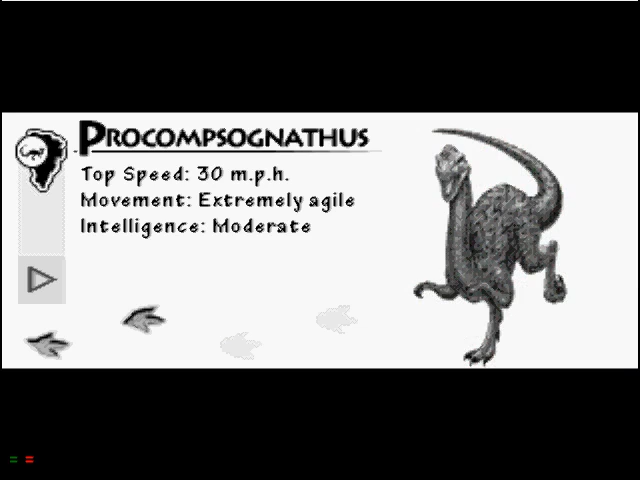 PROCOMPSOGNATHUS
Top Speed: 30 m.p.h.
Movement: Extremely agile
Intelligence: Moderate